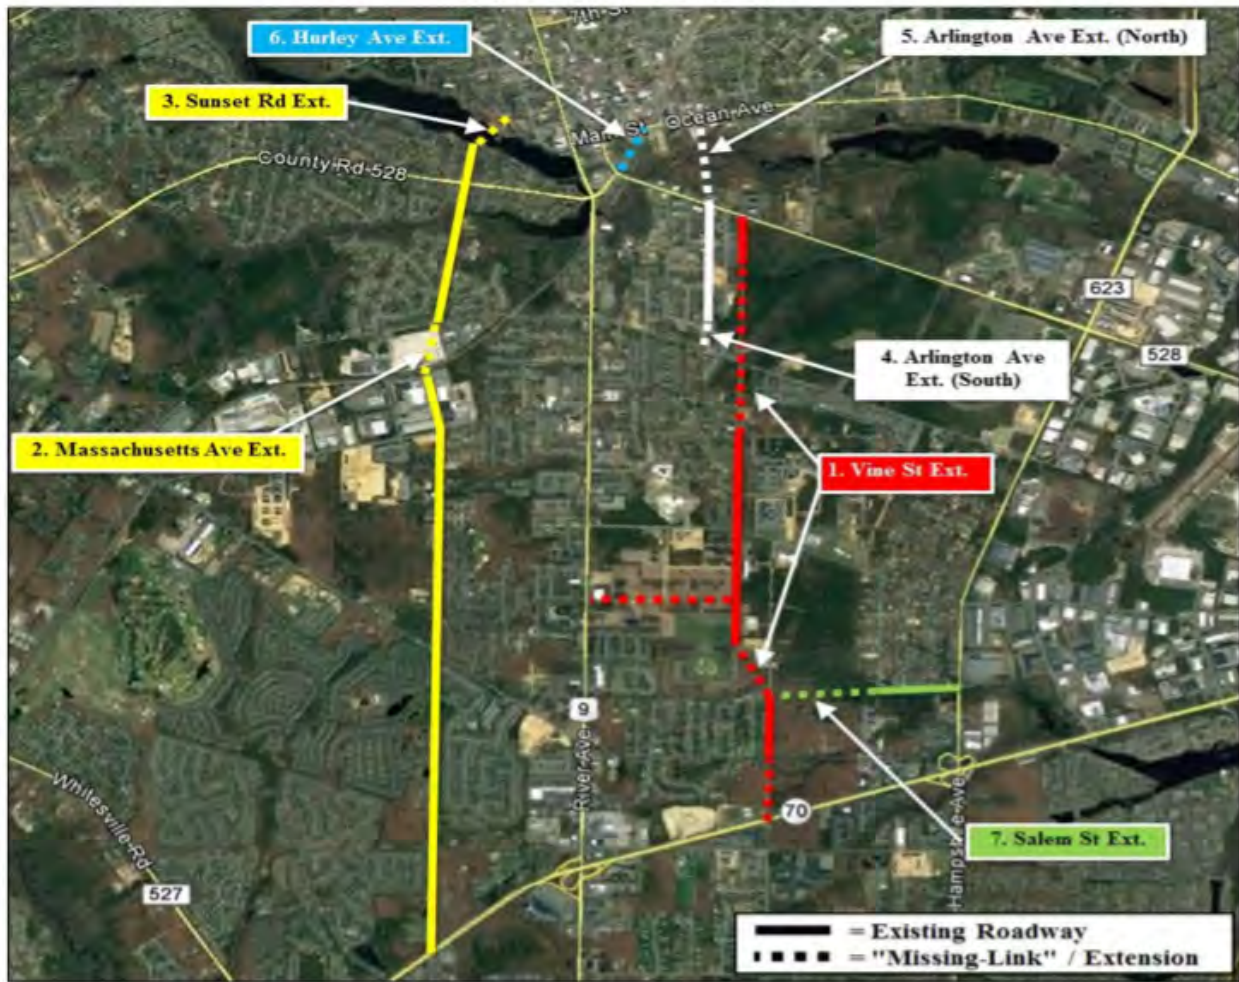 7th St
6. Hurley Ave Ext.
5. Arlington Ave Ext. (North)
3. Sunset Rd Ext.
Main St
Ocean Ave
County Rd 528
623
528
4. Arlington Ave
Ext. (South)
2. Massachusetts Ave Ext.
1. Vine St Ext.
9
River Ave
70
Whitesville Rd
527
7. Salem St Ext.
Hampshire Ave
= Existing Roadway
= "Missing-Link" / Extension